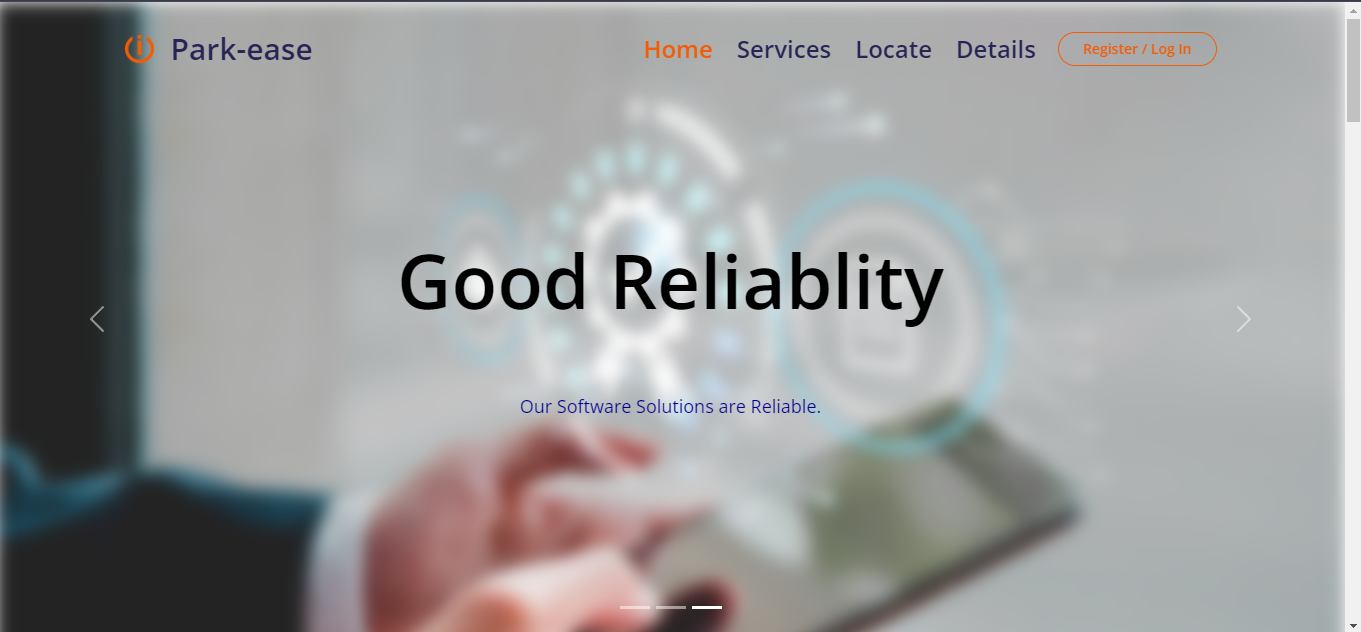 Park-ease
Home Services Locate Details Register / Log In
Good Reliablity
Our Software Solutions are Reliable.